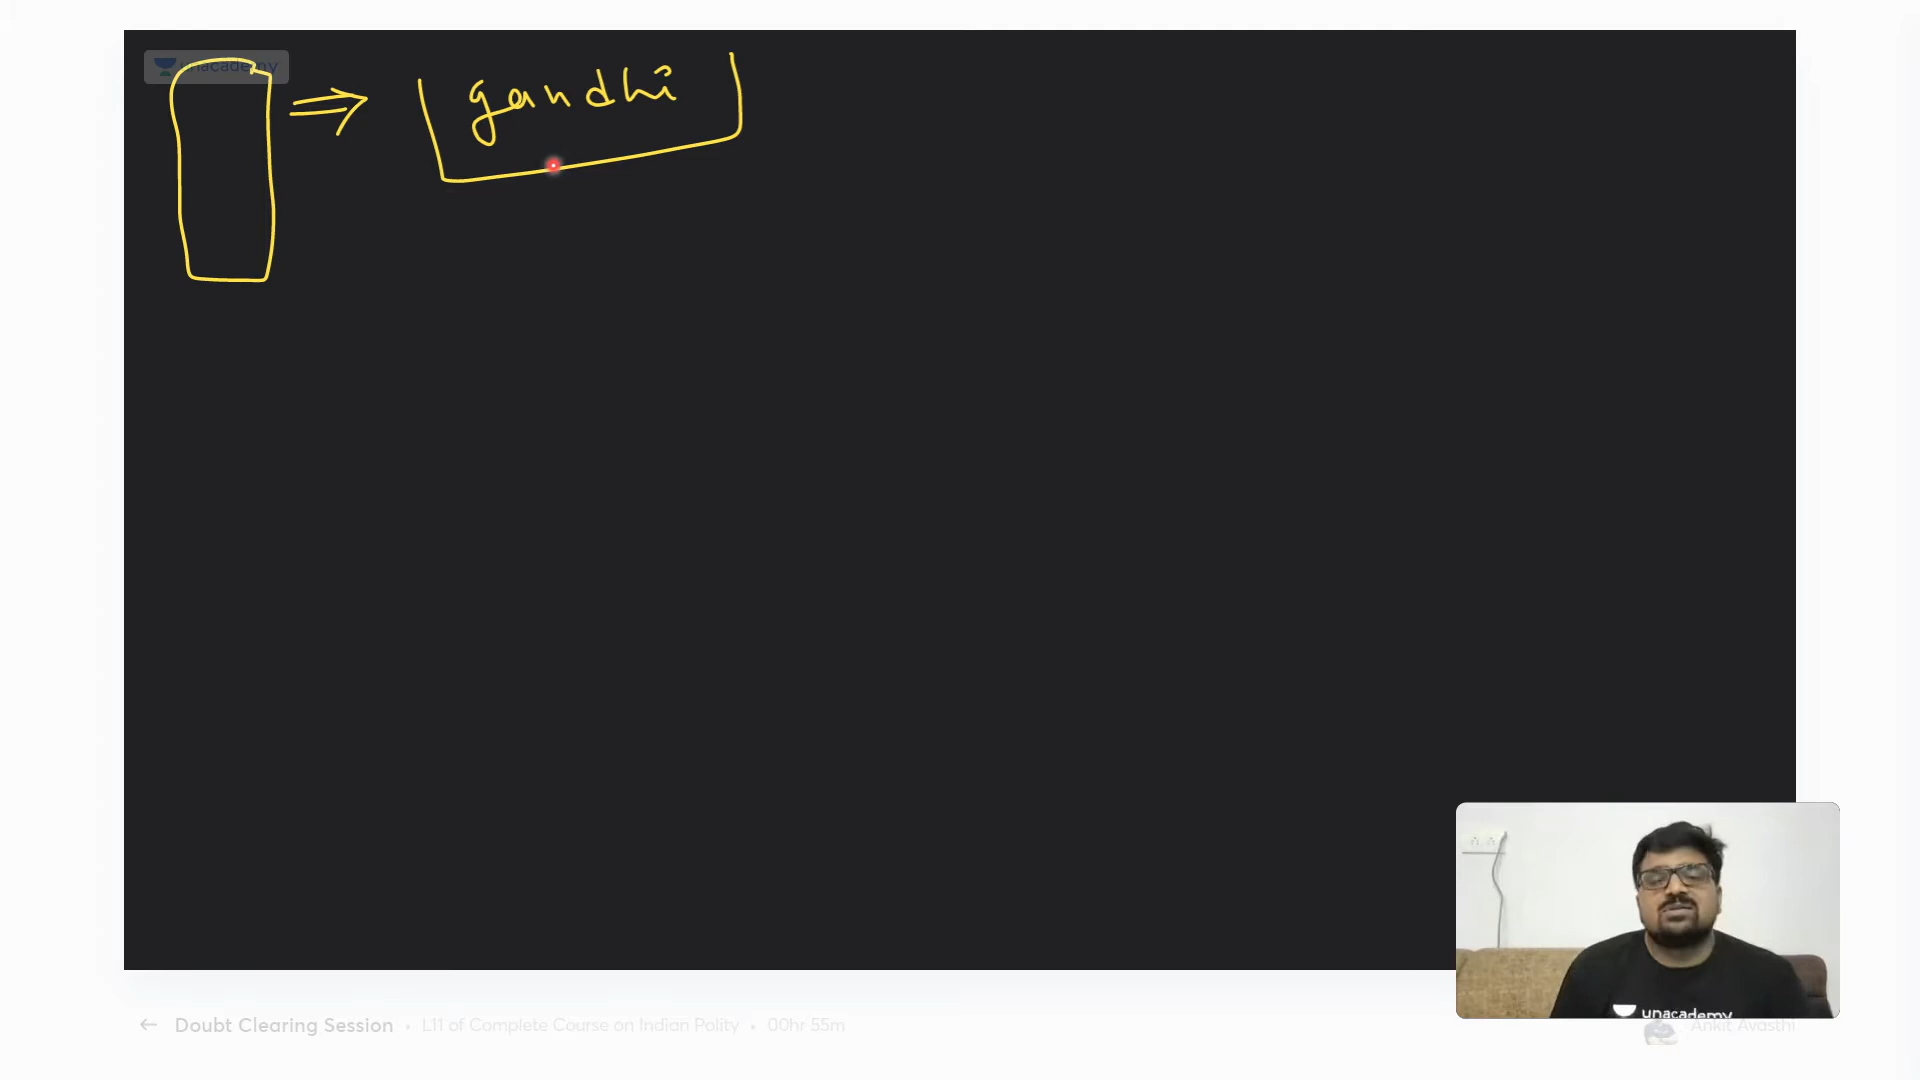 unacademy
gandhi
unacademy
Doubt Clearing Session • L11 of Complete Course on Indian Polity • 00hr 55m
Ankit Avasthi